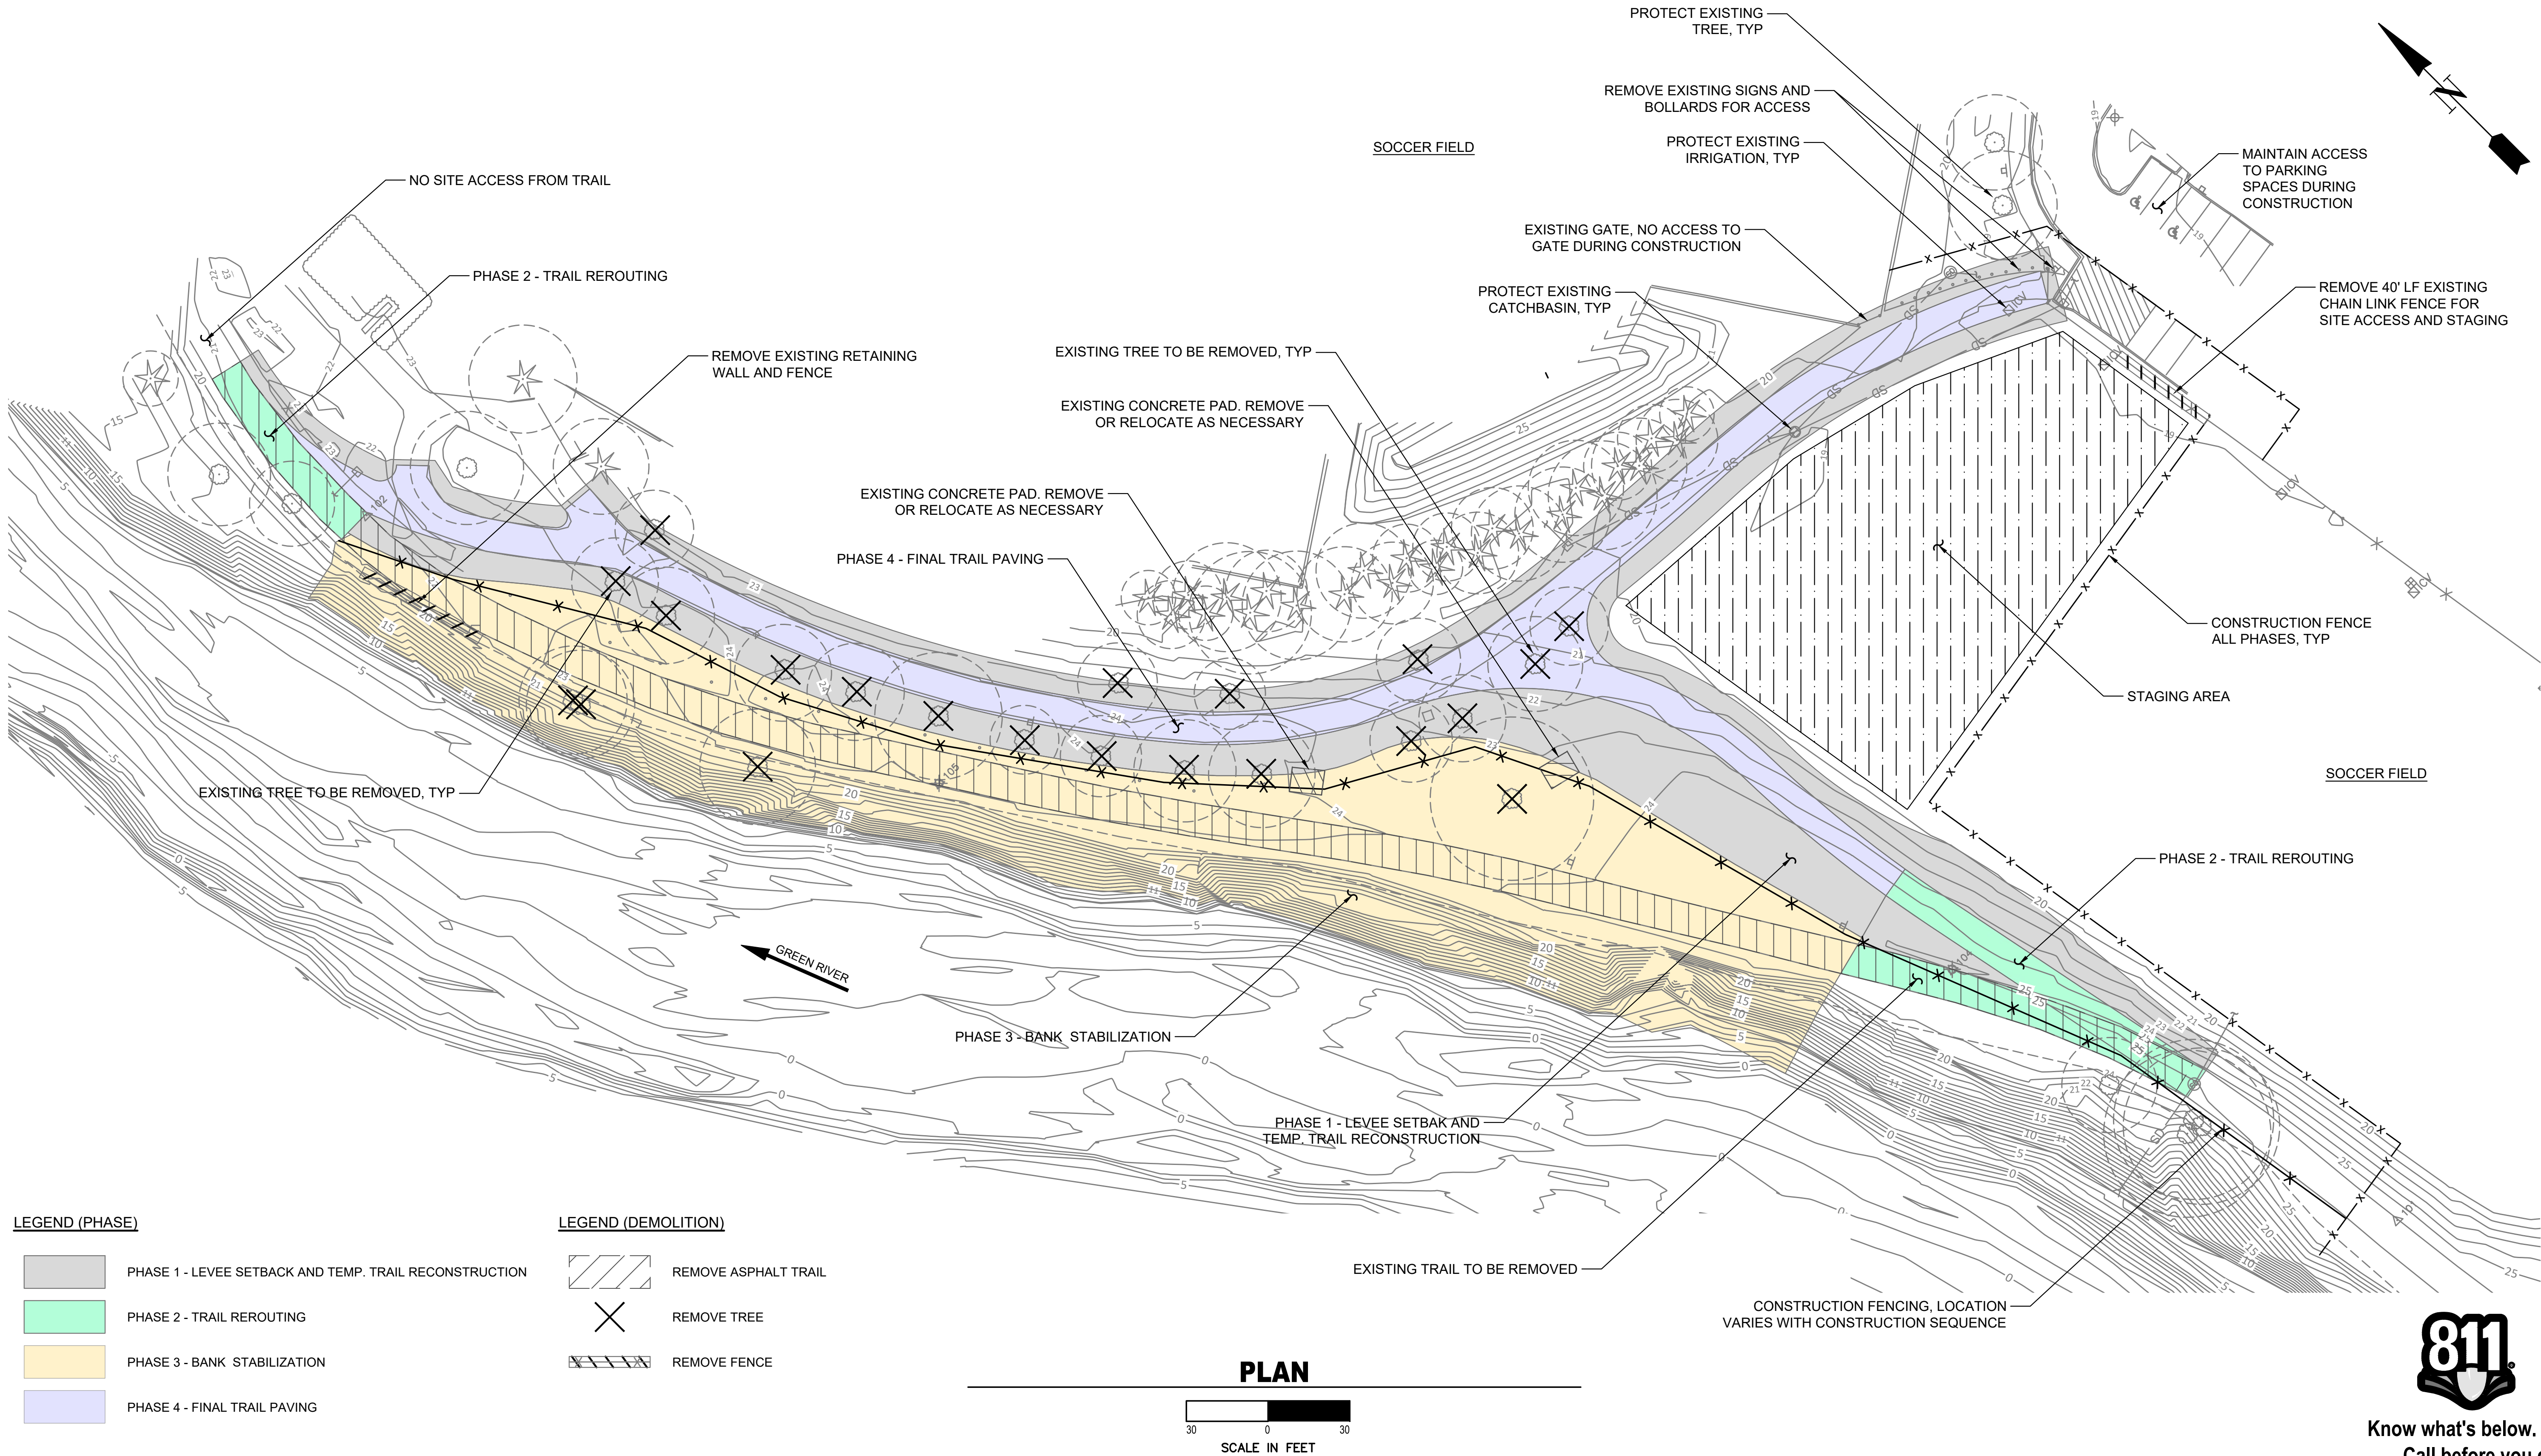 PROTECT EXISTING
TREE, TYP
REMOVE EXISTING SIGNS AND
BOLLARDS FOR ACCESS
SOCCER FIELD
PROTECT EXISTING
IRRIGATION, TYP
MAINTAIN ACCESS
TO PARKING
SPACES DURING
CONSTRUCTION
N
NO SITE ACCESS FROM TRAIL
EXISTING GATE, NO ACCESS TO
GATE DURING CONSTRUCTION
PHASE 2 - TRAIL REROUTING
PROTECT EXISTING
CATCHBASIN, TYP
REMOVE 40' LF EXISTING
CHAIN LINK FENCE FOR
SITE ACCESS AND STAGING
REMOVE EXISTING RETAINING
WALL AND FENCE
EXISTING TREE TO BE REMOVED, TYP
EXISTING CONCRETE PAD. REMOVE
OR RELOCATE AS NECESSARY
EXISTING CONCRETE PAD. REMOVE
OR RELOCATE AS NECESSARY
PHASE 4 - FINAL TRAIL PAVING
CONSTRUCTION FENCE
ALL PHASES, TYP
STAGING AREA
SOCCER FIELD
EXISTING TREE TO BE REMOVED, TYP
PHASE 2 - TRAIL REROUTING
GREEN RIVER
PHASE 3 - BANK  STABILIZATION
PHASE 1 - LEVEE SETBAK AND
TEMP. TRAIL RECONSTRUCTION
EXISTING TRAIL TO BE REMOVED
CONSTRUCTION FENCING, LOCATION
VARIES WITH CONSTRUCTION SEQUENCE
LEGEND (PHASE)
PHASE 1 - LEVEE SETBACK AND TEMP. TRAIL RECONSTRUCTION
PHASE 2 - TRAIL REROUTING
PHASE 3 - BANK  STABILIZATION
PHASE 4 - FINAL TRAIL PAVING
LEGEND (DEMOLITION)
REMOVE ASPHALT TRAIL
REMOVE TREE
REMOVE FENCE
PLAN
30 0 30
SCALE IN FEET
811
Know what's below.
Call before you